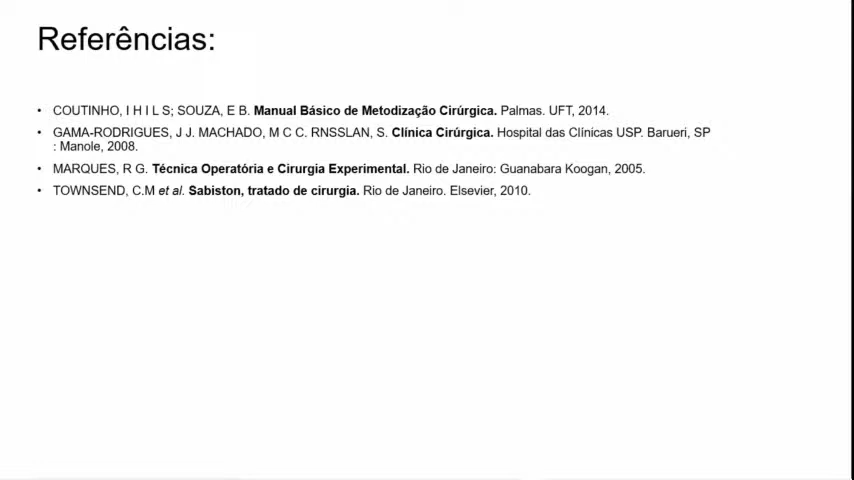 Referências:
• COUTINHO, I H I L S; SOUZA, E B. Manual Básico de Metodização Cirúrgica. Palmas. UFT, 2014.
• GAMA-RODRIGUES, J J. MACHADO, M C C. RNSSLAN, S. Clínica Cirúrgica. Hospital das Clínicas USP. Barueri, SP
: Manole, 2008.
• MARQUES, R G. Técnica Operatória e Cirurgia Experimental. Rio de Janeiro: Guanabara Koogan, 2005.
• TOWNSEND, C.M et al. Sabiston, tratado de cirurgia. Rio de Janeiro. Elsevier, 2010.